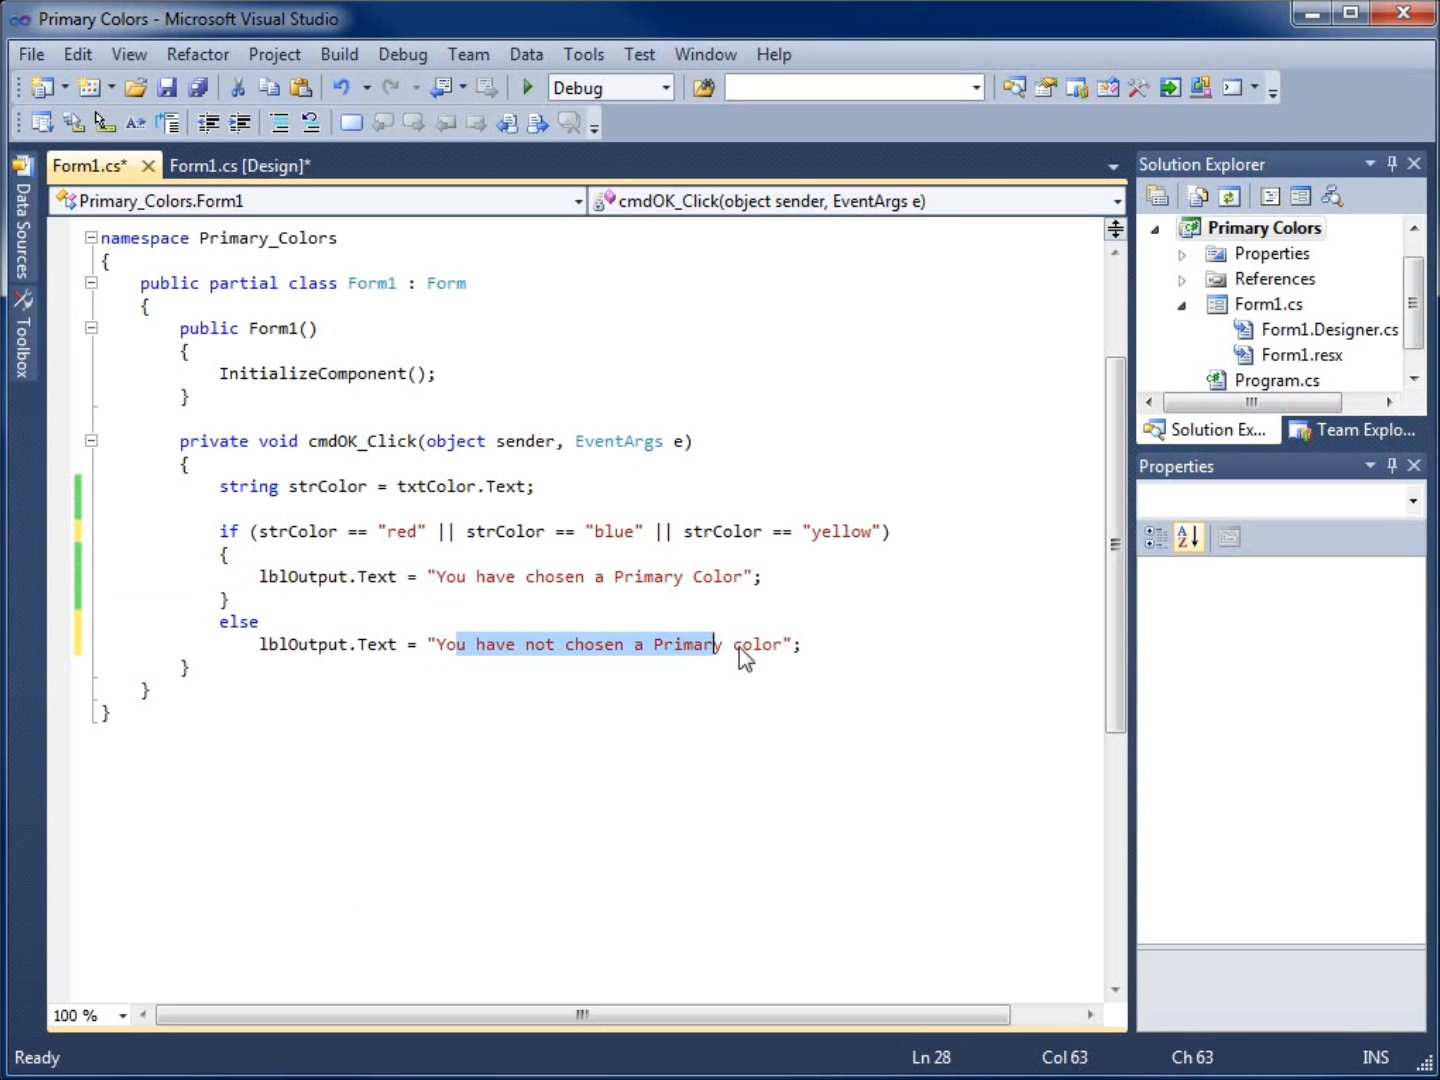 Primary Colors - Microsoft Visual Studio
File Edit View Refactor Project Build Debug Team Data Tools Test Window Help
Debug
Form1.cs* Form1.cs [Design]*
Primary_Colors.Form1 cmdOK_Click(object sender, EventArgs e)
Data Sources
Toolbox
namespace Primary_Colors
{
public partial class Form1 : Form
{
public Form1()
{
InitializeComponent();
}
private void cmdOK_Click(object sender, EventArgs e)
{
string strColor = txtColor.Text;
if (strColor == "red" || strColor == "blue" || strColor == "yellow")
{
lblOutput.Text = "You have chosen a Primary Color";
}
else
lblOutput.Text = "You have not chosen a Primary color";
}
}
}
100 %
Solution Explorer
Primary Colors
Properties
References
Form1.cs
Form1.Designer.cs
Form1.resx
Program.cs
Solution Ex... Team Explo...
Properties
Ready Ln 28 Col 63 Ch 63 INS